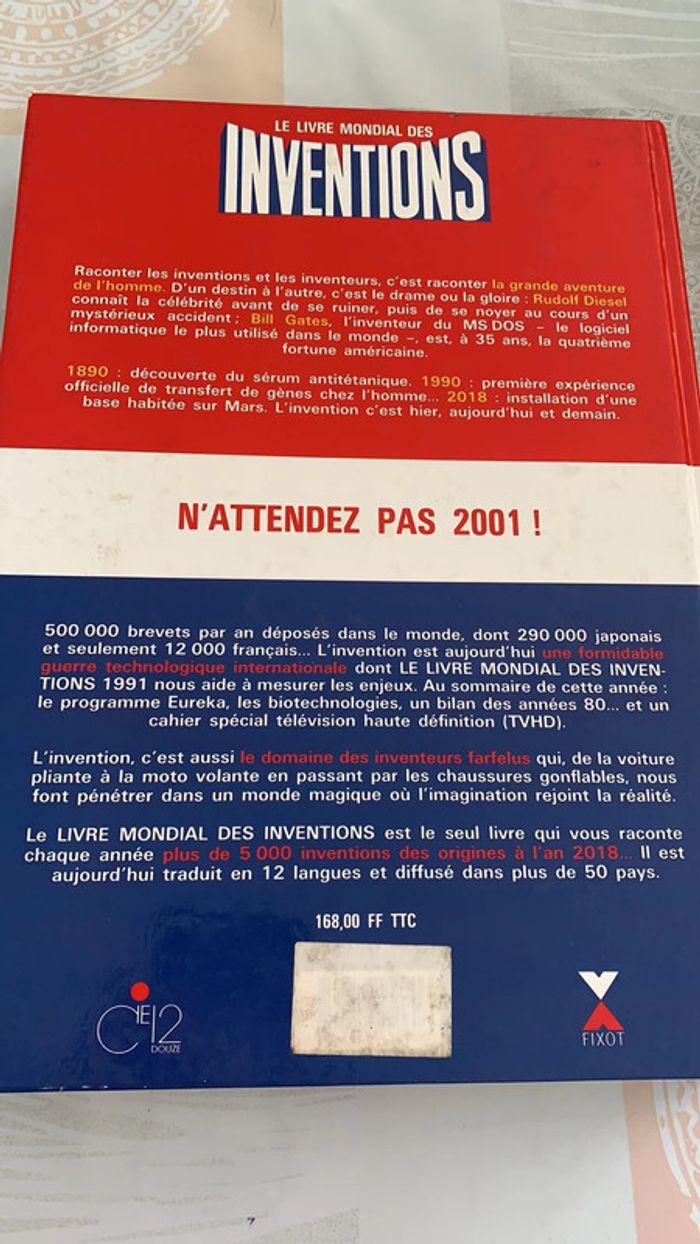 LE LIVRE MONDIAL DES
INVENTIONS
Raconter les inventions et les inventeurs, c'est raconter la grande aventure
de l'homme. D'un destin à l'autre, c'est le drame ou la gloire : Rudolf Diesel
connaît la célébrité avant de se ruiner, puis de se noyer au cours d'un
mystérieux accident ; Bill Gates, l'inventeur du MS DOS – le logiciel
informatique le plus utilisé dans le monde –, est, à 35 ans, la quatrième
fortune américaine.
1890 : découverte du sérum antitétanique. 1990 : première expérience
officielle de transfert de gènes chez l'homme... 2018 : installation d'une
base habitée sur Mars. L'invention c'est hier, aujourd'hui et demain.
N'ATTENDEZ PAS 2001 !
500 000 brevets par an déposés dans le monde, dont 290 000 japonais
et seulement 12 000 français... L'invention est aujourd'hui une formidable
guerre technologique internationale dont LE LIVRE MONDIAL DES INVEN-
TIONS 1991 nous aide à mesurer les enjeux. Au sommaire de cette année :
le programme Eureka, les biotechnologies, un bilan des années 80... et un
cahier spécial télévision haute définition (TVHD).
L'invention, c'est aussi le domaine des inventeurs farfelus qui, de la voiture
pliante à la moto volante en passant par les chaussures gonflables, nous
font pénétrer dans un monde magique où l'imagination rejoint la réalité.
Le LIVRE MONDIAL DES INVENTIONS est le seul livre qui vous raconte
chaque année plus de 5 000 inventions des origines à l'an 2018... Il est
aujourd'hui traduit en 12 langues et diffusé dans plus de 50 pays.
168,00 FF TTC
CIE 12
DOUZE
FIXOT